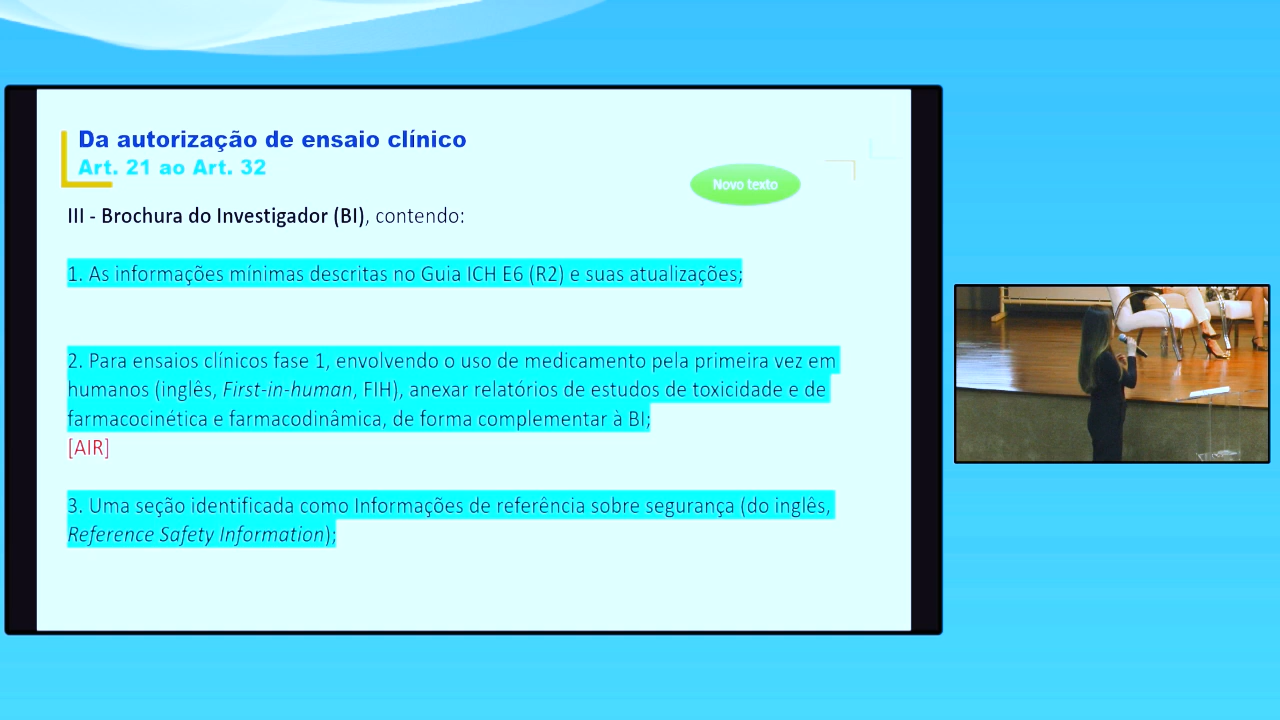 Da autorização de ensaio clínico
Art. 21 ao Art. 32
Novo texto
III - Brochura do Investigador (BI), contendo:
1. As informações mínimas descritas no Guia ICH E6 (R2) e suas atualizações;
2. Para ensaios clínicos fase 1, envolvendo o uso de medicamento pela primeira vez em
humanos (inglês, First-in-human, FIH), anexar relatórios de estudos de toxicidade e de
farmacocinética e farmacodinâmica, de forma complementar à BI;
[AIR]
3. Uma seção identificada como Informações de referência sobre segurança (do inglês,
Reference Safety Information);